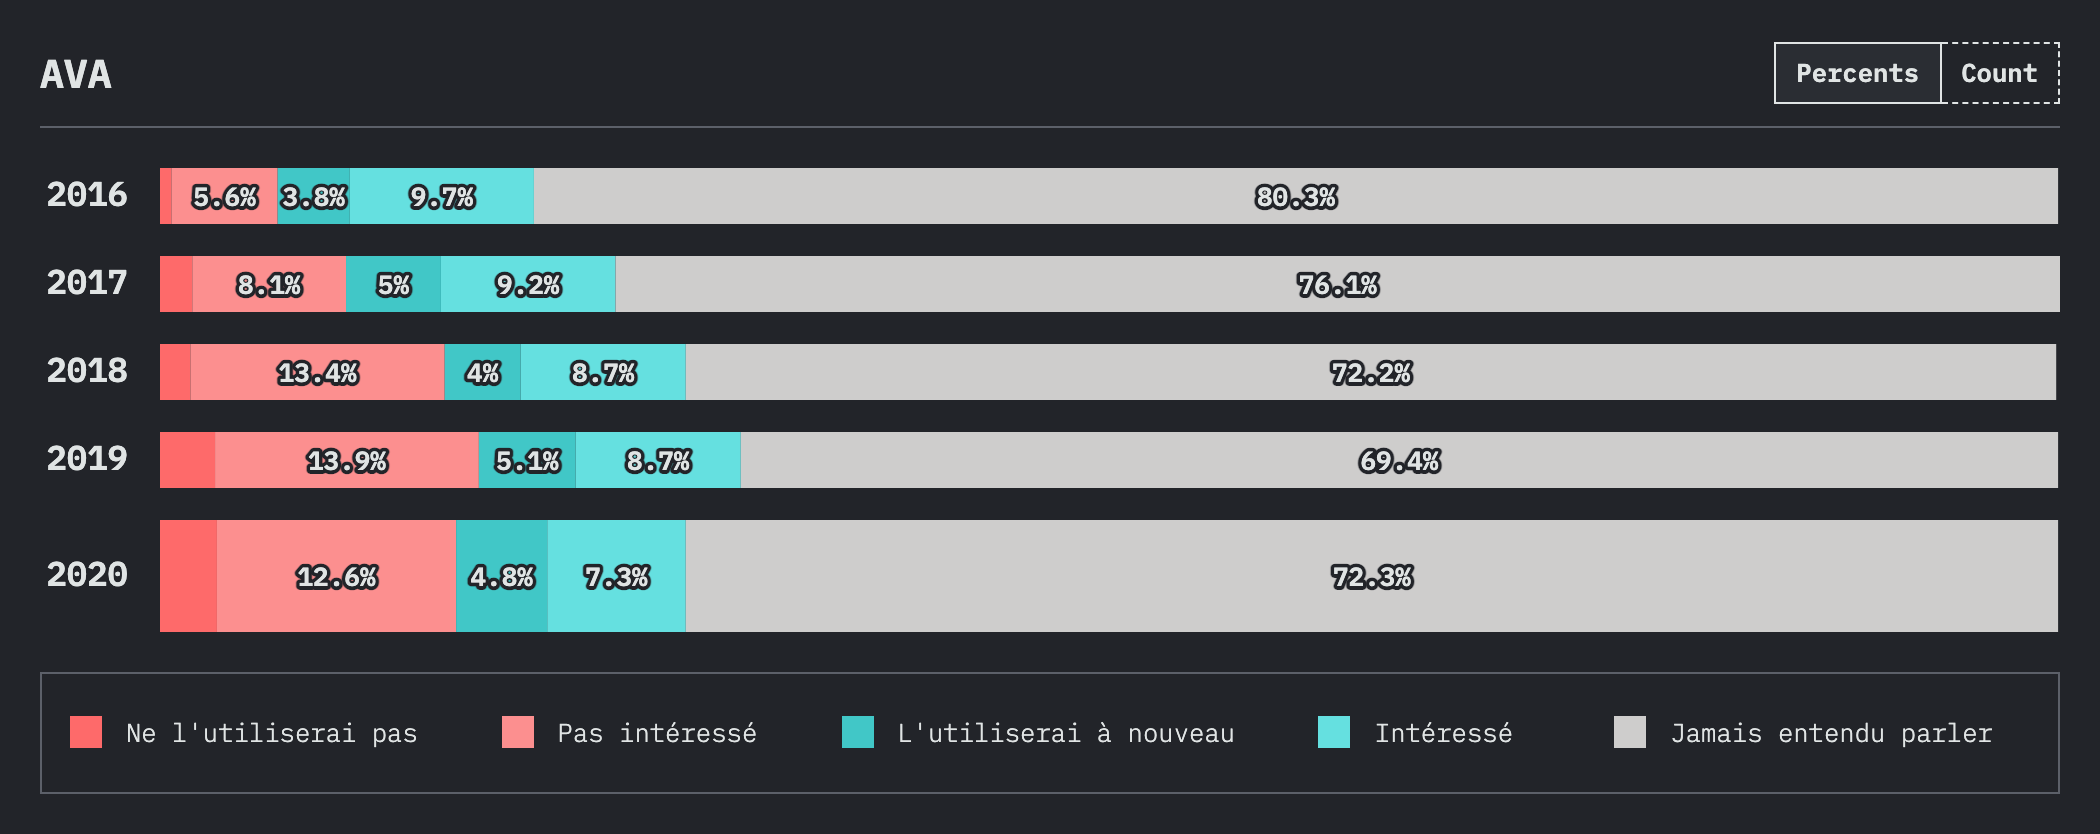 AVA
Percents Count
2016 5.6% 3.8% 9.7% 80.3%
2017 8.1% 5% 9.2% 76.1%
2018 13.4% 4% 8.7% 72.2%
2019 13.9% 5.1% 8.7% 69.4%
2020 12.6% 4.8% 7.3% 72.3%
Ne l'utiliserai pas Pas intéressé L'utiliserai à nouveau Intéressé Jamais entendu parler